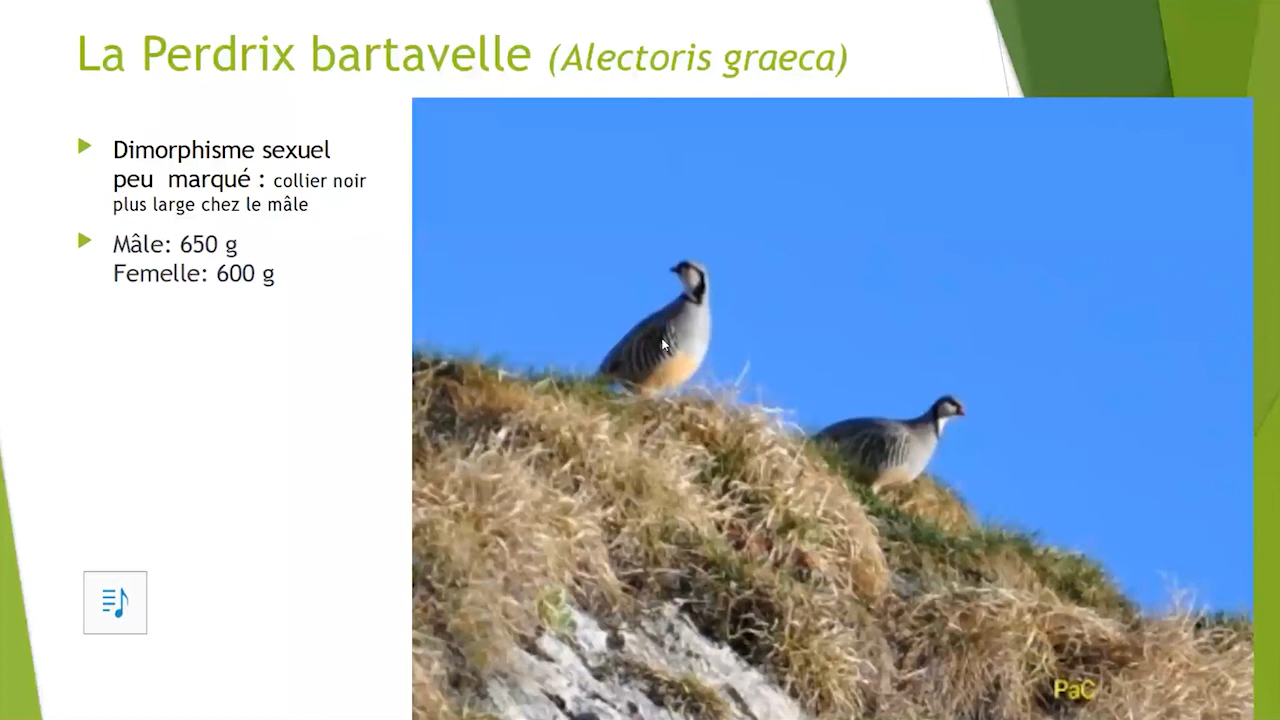 La Perdrix bartavelle (Alectoris graeca)
Dimorphisme sexuel
peu marqué : collier noir
plus large chez le mâle
Mâle: 650 g
Femelle: 600 g
PaC